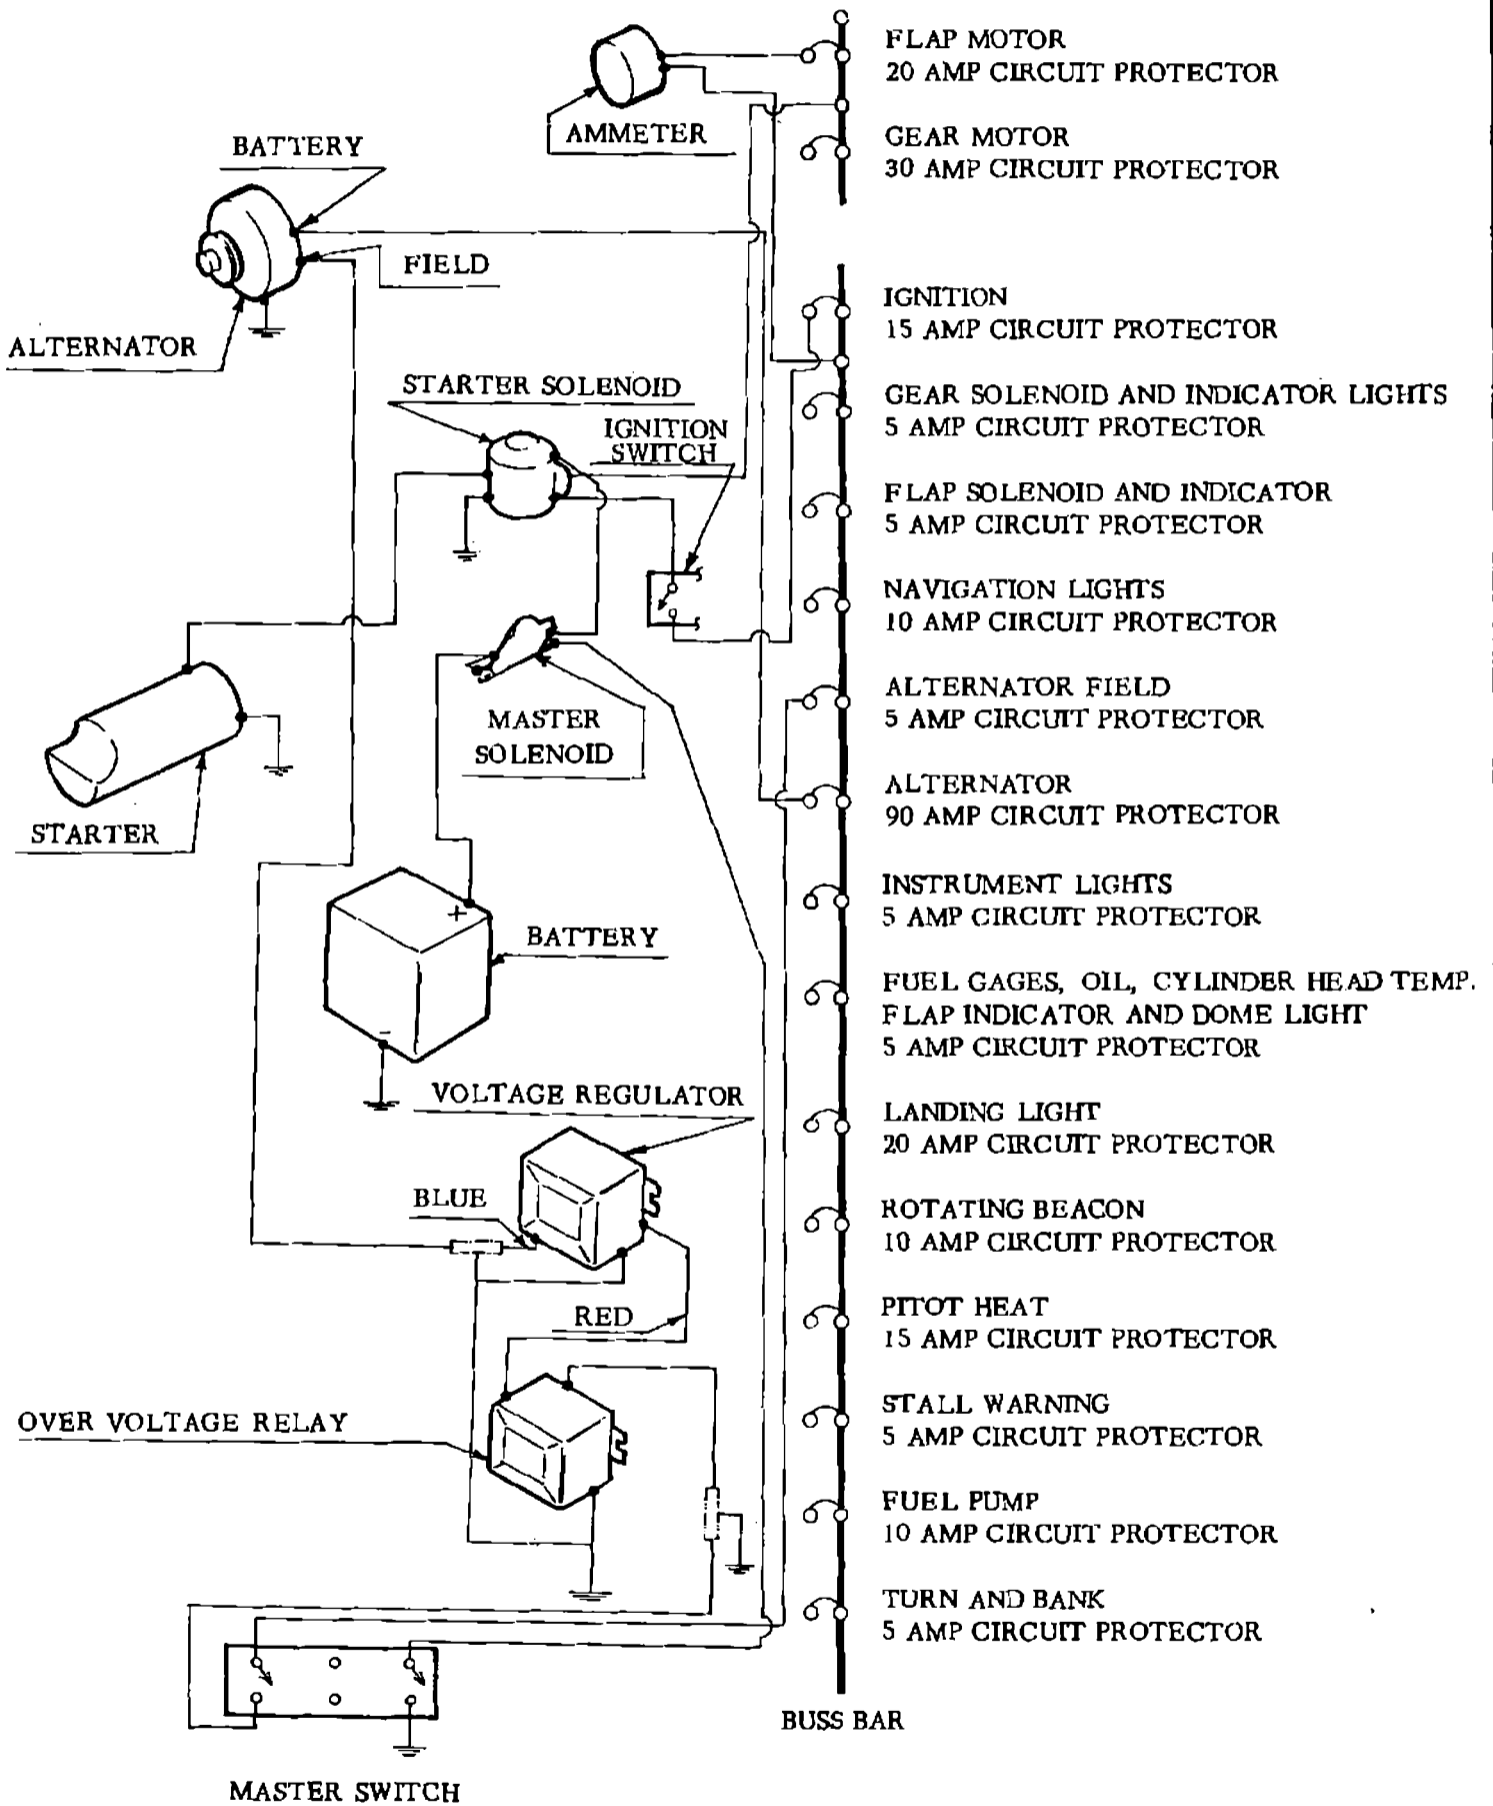 FLAP MOTOR
20 AMP CIRCUIT PROTECTOR
AMMETER
GEAR MOTOR
30 AMP CIRCUIT PROTECTOR
BATTERY
FIELD
ALTERNATOR
IGNITION
15 AMP CIRCUIT PROTECTOR
STARTER SOLENOID
IGNITION
SWITCH
GEAR SOLENOID AND INDICATOR LIGHTS
5 AMP CIRCUIT PROTECTOR
FLAP SOLENOID AND INDICATOR
5 AMP CIRCUIT PROTECTOR
NAVIGATION LIGHTS
10 AMP CIRCUIT PROTECTOR
MASTER
SOLENOID
ALTERNATOR FIELD
5 AMP CIRCUIT PROTECTOR
STARTER
ALTERNATOR
90 AMP CIRCUIT PROTECTOR
INSTRUMENT LIGHTS
5 AMP CIRCUIT PROTECTOR
+
BATTERY
-
FUEL GAGES, OIL, CYLINDER HEAD TEMP.
FLAP INDICATOR AND DOME LIGHT
5 AMP CIRCUIT PROTECTOR
VOLTAGE REGULATOR
LANDING LIGHT
20 AMP CIRCUIT PROTECTOR
BLUE
ROTATING BEACON
10 AMP CIRCUIT PROTECTOR
RED
PITOT HEAT
15 AMP CIRCUIT PROTECTOR
OVER VOLTAGE RELAY
STALL WARNING
5 AMP CIRCUIT PROTECTOR
FUEL PUMP
10 AMP CIRCUIT PROTECTOR
TURN AND BANK
5 AMP CIRCUIT PROTECTOR
BUSS BAR
MASTER SWITCH